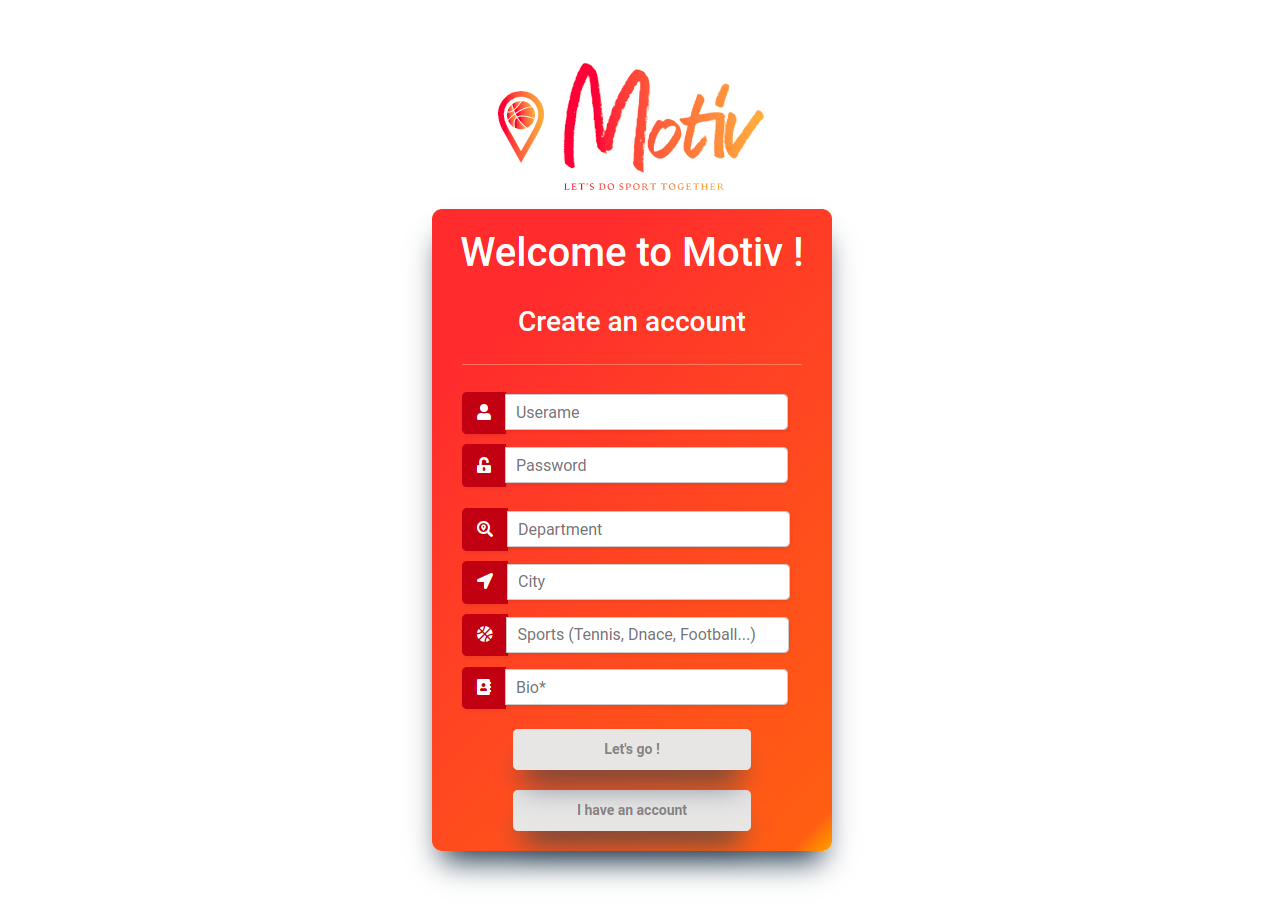 Motiv
LET'S DO SPORT TOGETHER
Welcome to Motiv !
Create an account
Userame
Password
Department
City
Sports (Tennis, Dnace, Football...)
Bio*
Let's go !
I have an account